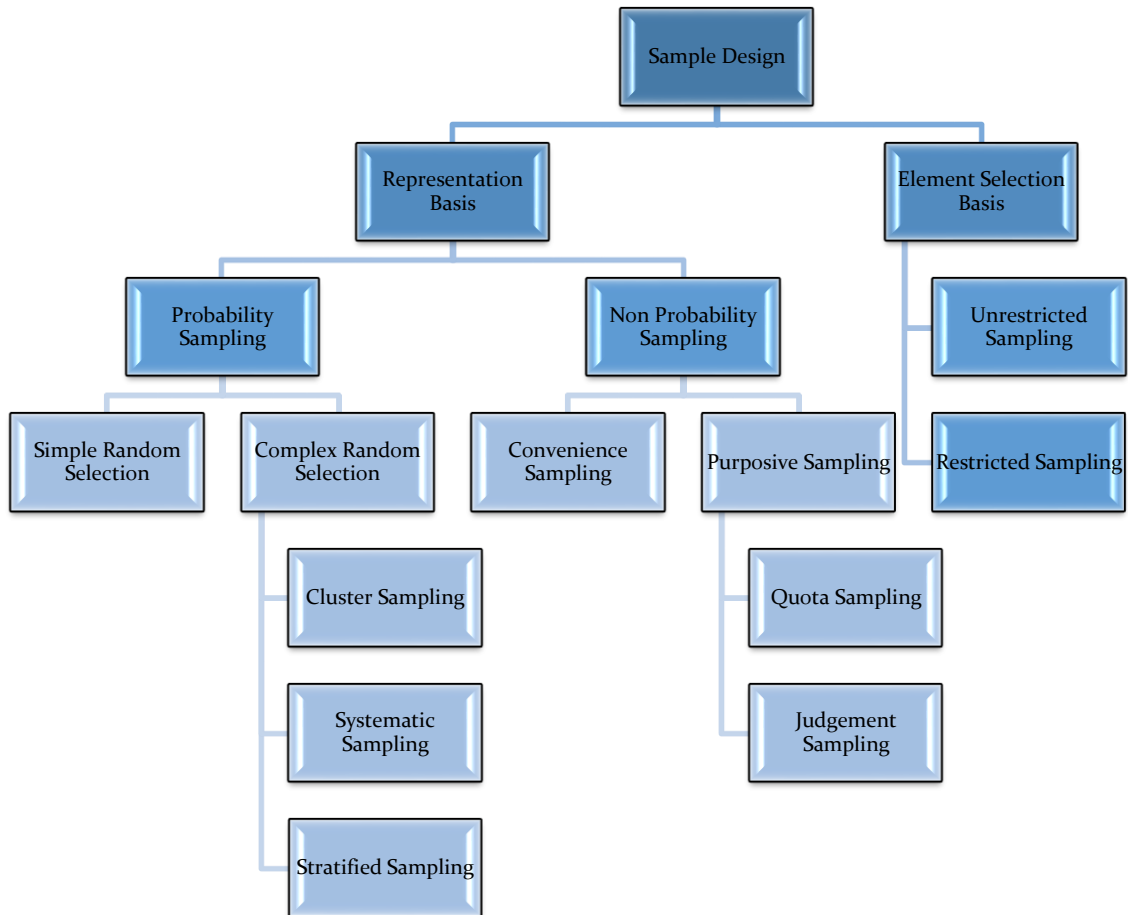 Sample Design
Representation
Basis
Element Selection
Basis
Probability
Sampling
Non Probability
Sampling
Unrestricted
Sampling
Simple Random
Selection
Complex Random
Selection
Convenience
Sampling
Purposive Sampling
Restricted Sampling
Cluster Sampling
Quota Sampling
Systematic
Sampling
Judgement
Sampling
Stratified Sampling